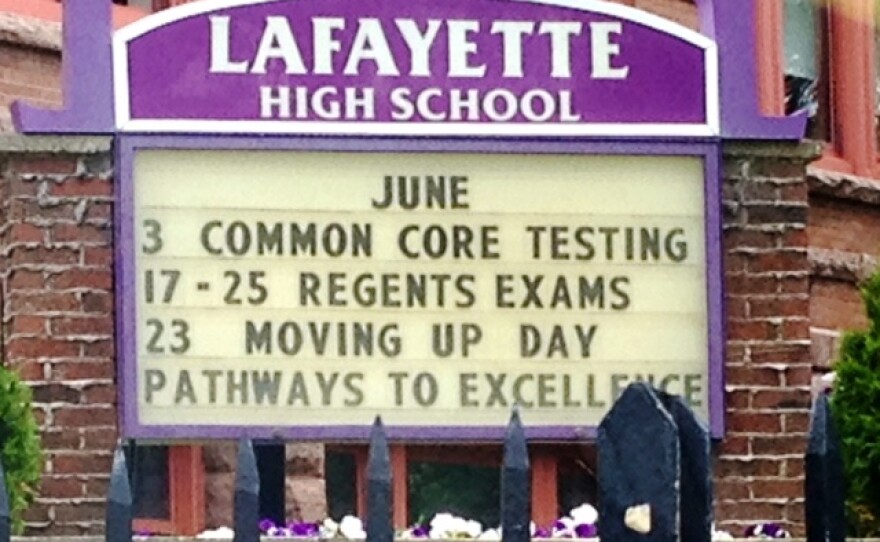 LAFAYETTE
HIGH SCHOOL
JUNE
3 COMMON CORE TESTING
17-25 REGENTS EXAMS
23 MOVING UP DAY
PATHWAYS TO EXCELLENCE